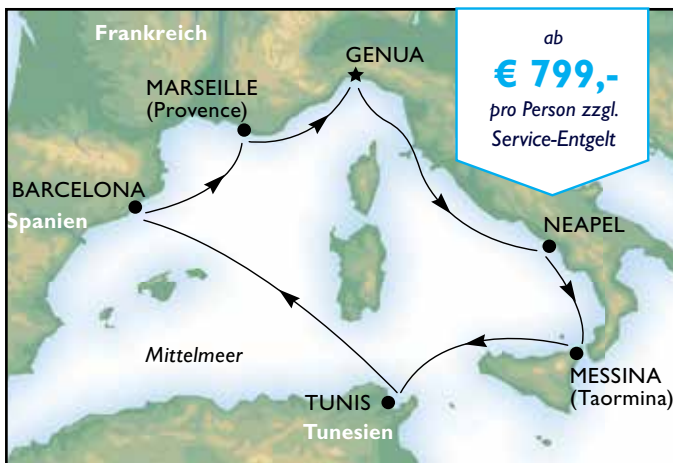 Frankreich
GENUA
MARSEILLE
(Provence)
ab
€ 799,-
pro Person zzgl.
Service-Entgelt
BARCELONA
Spanien
NEAPEL
Mittelmeer
MESSINA
(Taormina)
TUNIS
Tunesien